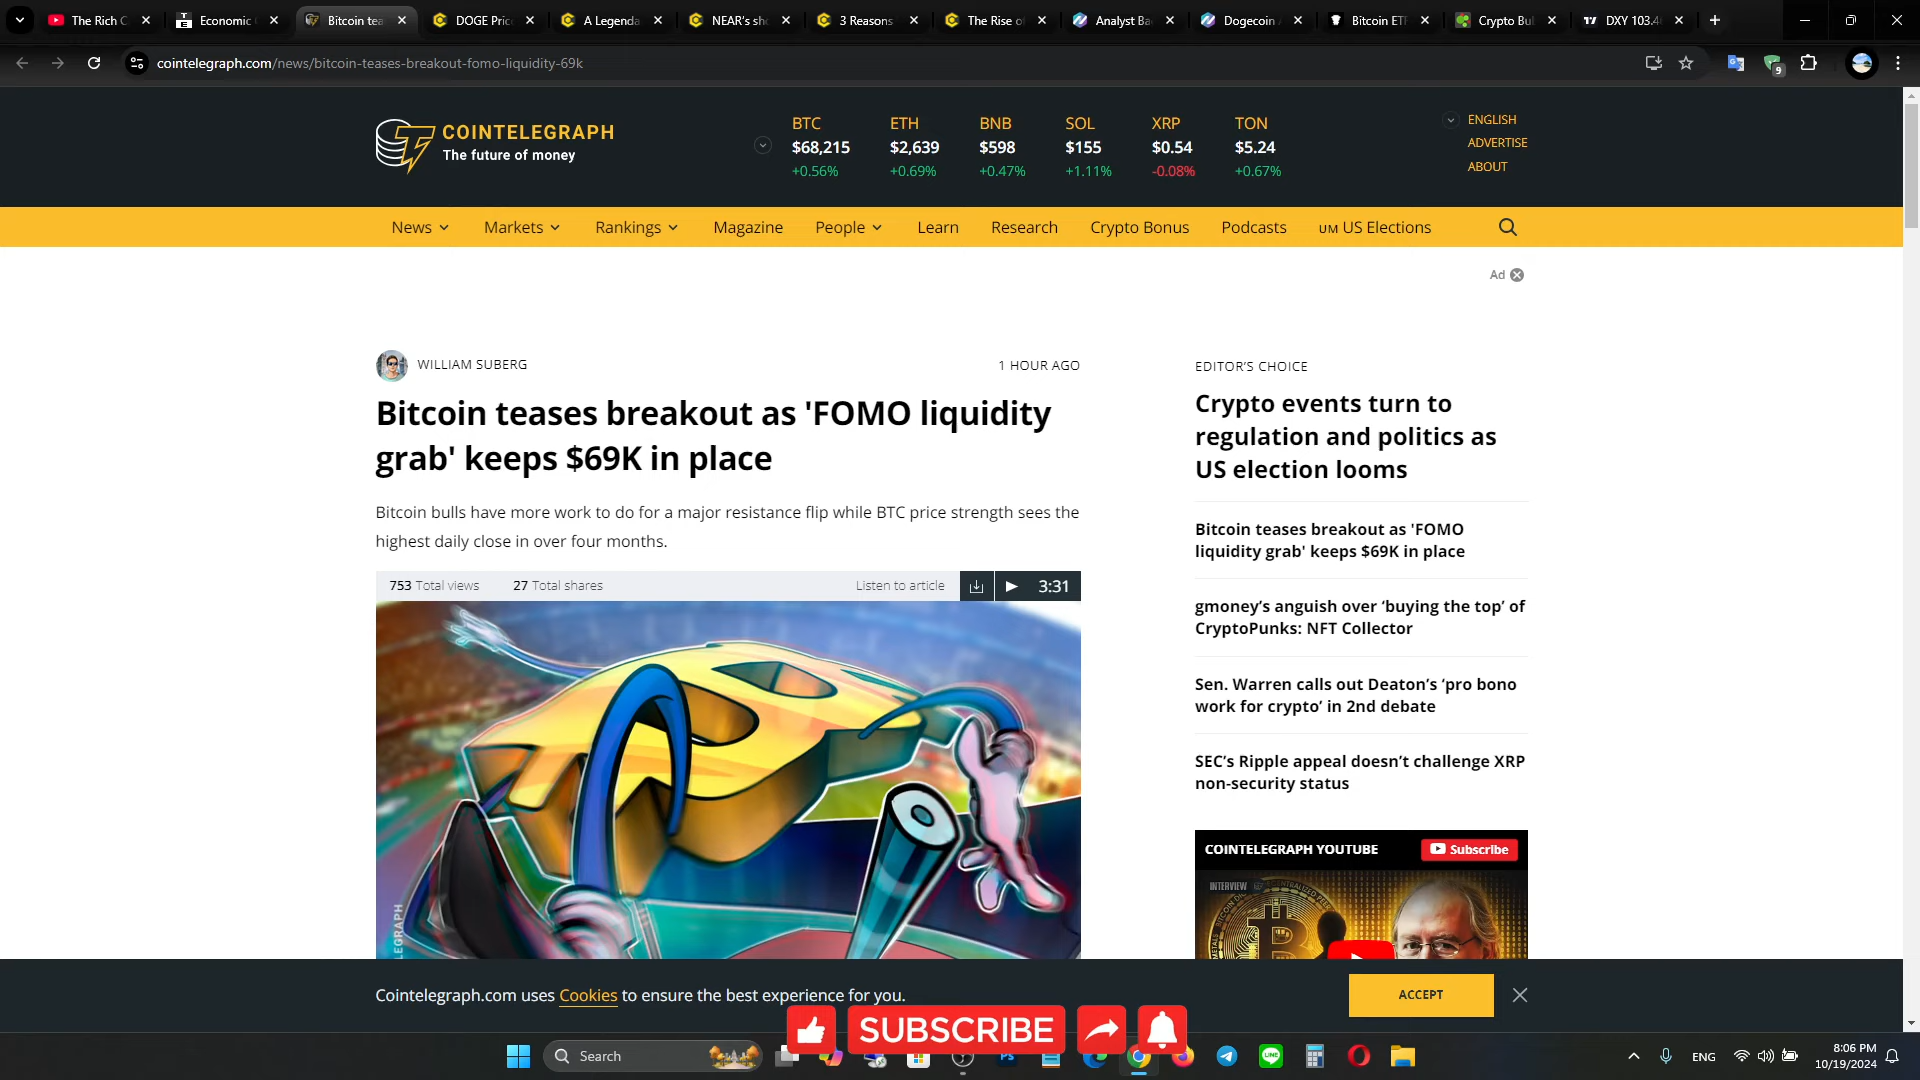 The Rich C
Economic
Bitcoin tea
DOGE Pric
A Legenda
NEAR's sh
3 Reasons
The Rise o
Analyst Ba
Dogecoin
Bitcoin ETF
Crypto Bul
DXY 103.4
cointelegraph.com/news/bitcoin-teases-breakout-fomo-liquidity-69k
9
COINTELEGRAPH
The future of money
BTC
$68,215
+0.56%
ETH
$2,639
+0.69%
BNB
$598
+0.47%
SOL
$155
+1.11%
XRP
$0.54
-0.08%
TON
$5.24
+0.67%
ENGLISH
ADVERTISE
ABOUT
News
Markets
Rankings
Magazine
People
Learn
Research
Crypto Bonus
Podcasts
UM US Elections
Ad
WILLIAM SUBERG
1 HOUR AGO
Bitcoin teases breakout as 'FOMO liquidity
grab' keeps $69K in place
Bitcoin bulls have more work to do for a major resistance flip while BTC price strength sees the
highest daily close in over four months.
753 Total views
27 Total shares
Listen to article
3:31
EDITOR'S CHOICE
Crypto events turn to
regulation and politics as
US election looms
Bitcoin teases breakout as 'FOMO
liquidity grab' keeps $69K in place
gmoney's anguish over 'buying the top' of
CryptoPunks: NFT Collector
Sen. Warren calls out Deaton's 'pro bono
work for crypto' in 2nd debate
SEC's Ripple appeal doesn't challenge XRP
non-security status
COINTELEGRAPH YOUTUBE
Subscribe
INTERVIEW
Cointelegraph.com uses Cookies to ensure the best experience for you.
ACCEPT
SUBSCRIBE
Search
ENG
8:06 PM
10/19/2024